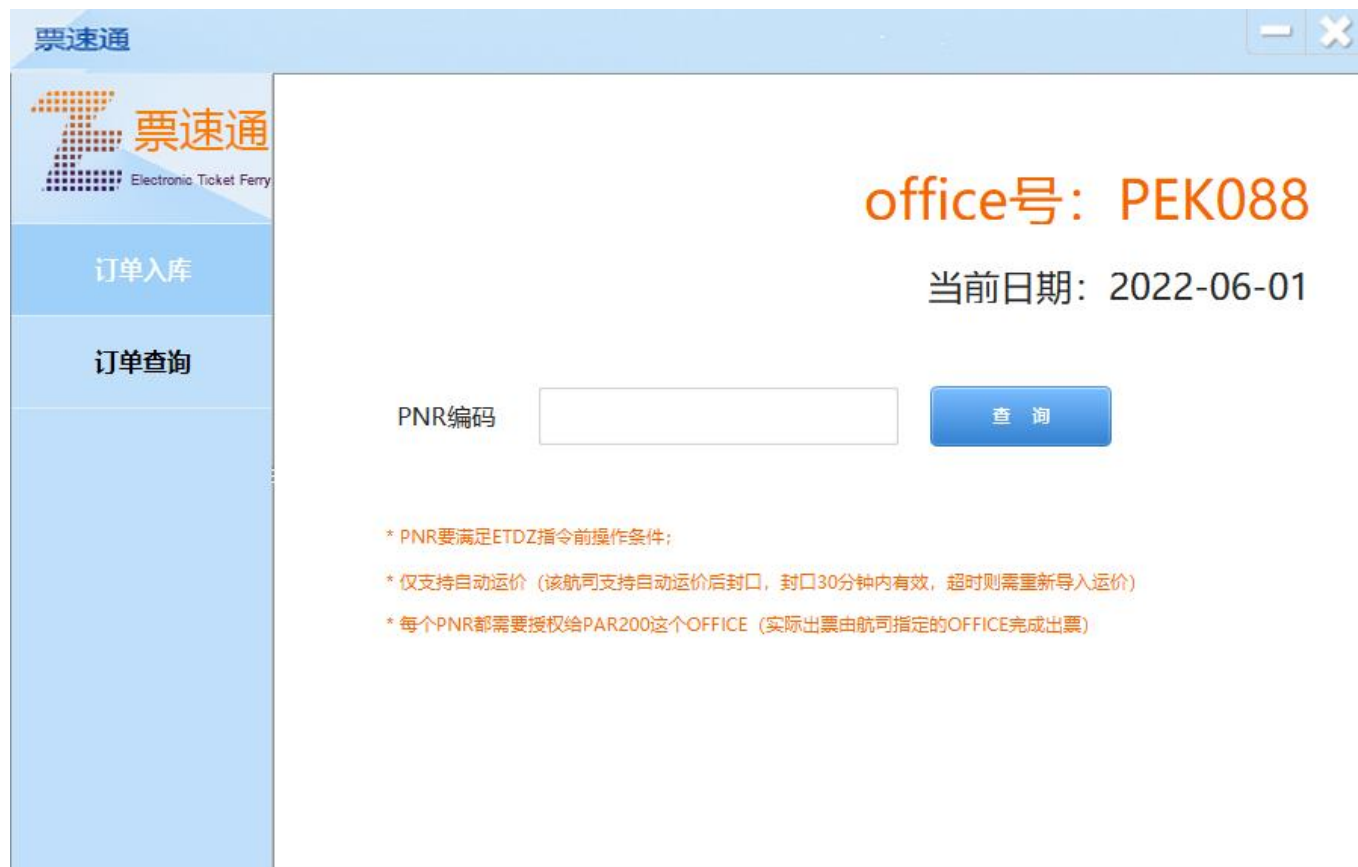 票速通
票速通
Electronic Ticket Ferry
订单入库
订单查询
office号：PEK088
当前日期：2022-06-01
PNR编码
查 询
* PNR要满足ETDZ指令前操作条件；
* 仅支持自动运价（该航司支持自动运价后封口，封口30分钟内有效，超时则需重新导入运价）
* 每个PNR都需要授权给PAR200这个OFFICE（实际出票由航司指定的OFFICE完成出票）